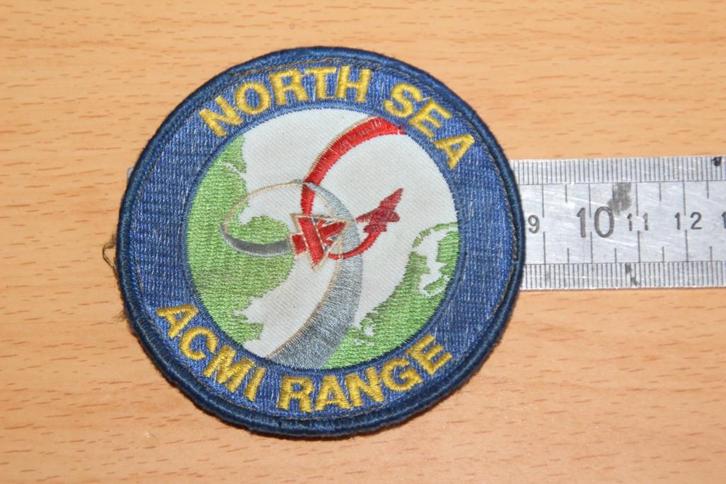 NORTH SEA
ACMI RANGE
9 10 11 12